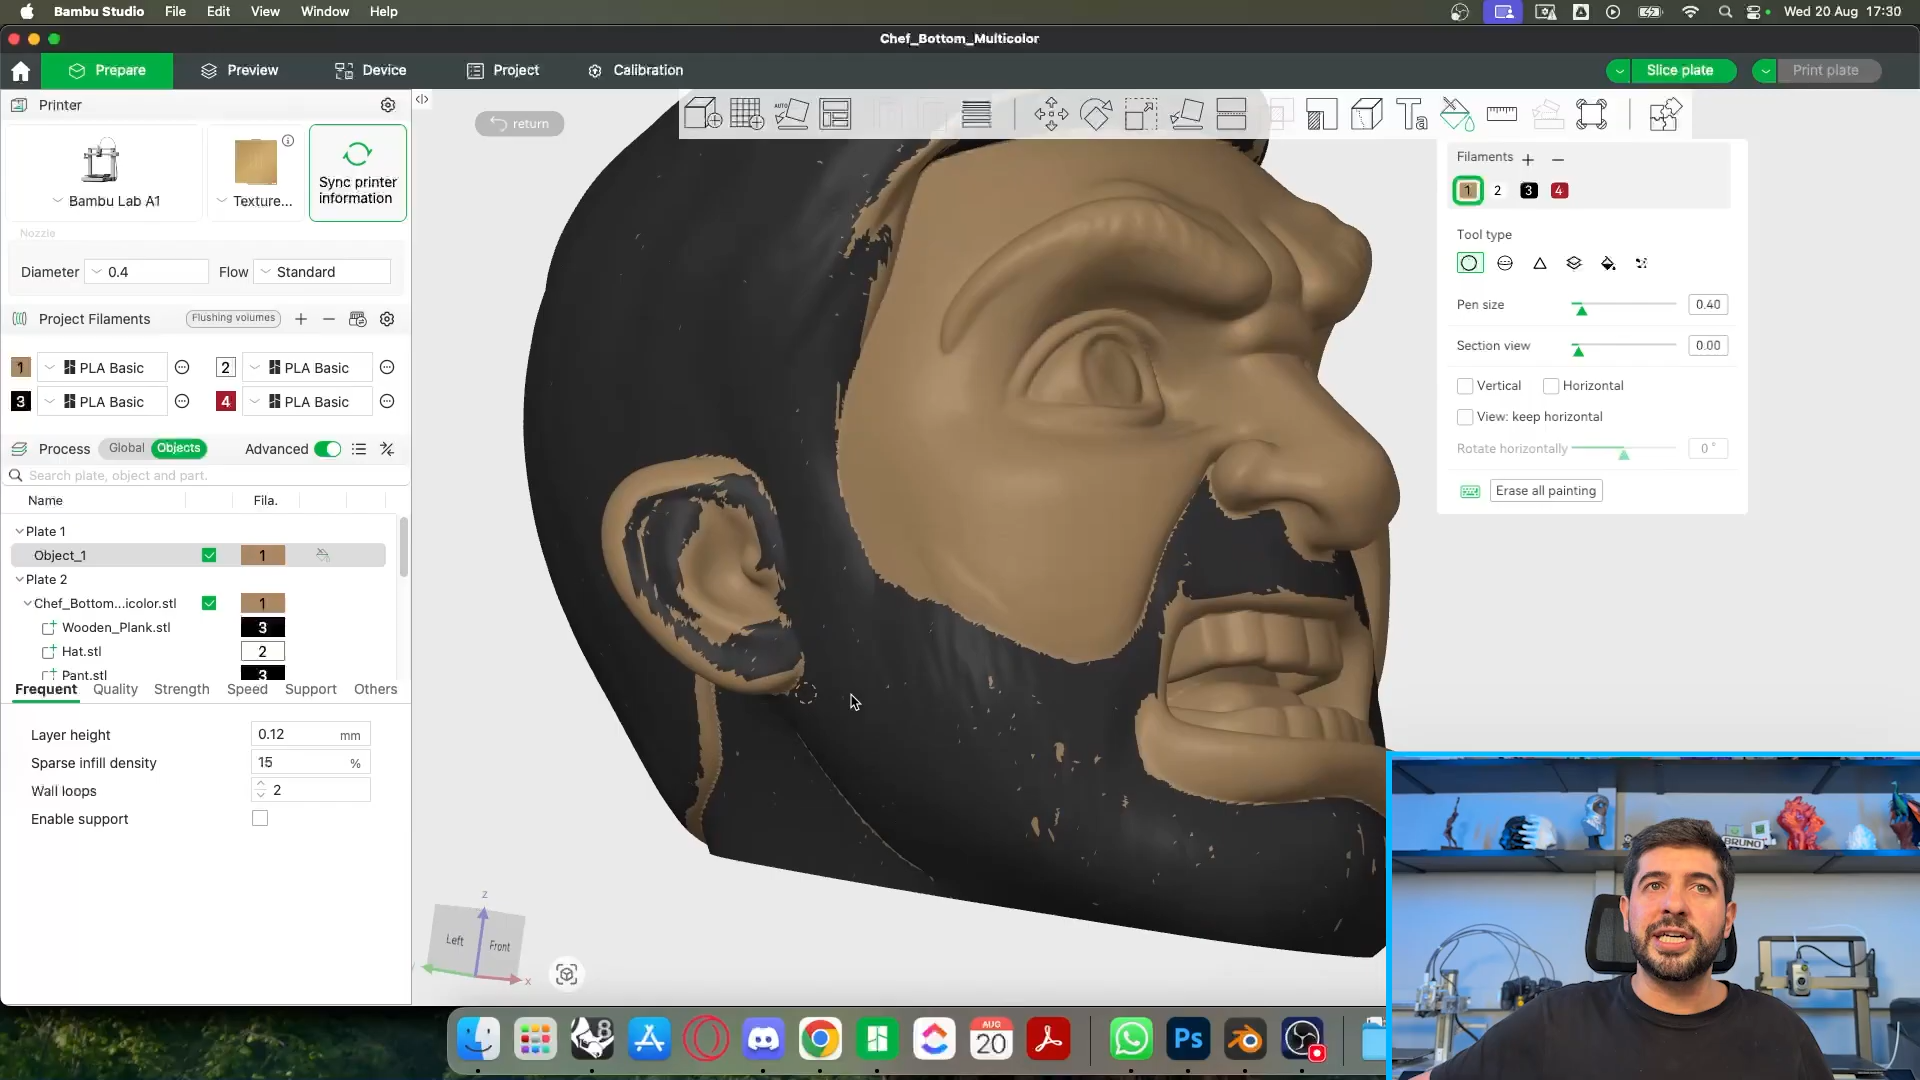 Bambu Studio File Edit View Window Help
Wed 20 Aug 17:30
Chef_Bottom_Multicolor
Prepare Preview Device Project Calibration
Slice plate Print plate
Printer
return
Bambu Lab A1
Texture...
Sync printer
information
Nozzle
Diameter 0.4 Flow Standard
Project Filaments Flushing volumes
1 PLA Basic 2 PLA Basic
3 PLA Basic 4 PLA Basic
Process Global Objects Advanced
Search plate, object and part.
Name Fila.
Plate 1
Object_1 1
Plate 2
Chef_Bottom...icolor.stl 1
Wooden_Plank.stl 3
Hat.stl 2
Pant.stl 3
Frequent Quality Strength Speed Support Others
Layer height 0.12 mm
Sparse infill density 15 %
Wall loops 2
Enable support
AUTO
Ta
Filaments
1 2 3 4
Tool type
Pen size 0.40
Section view 0.00
Vertical Horizontal
View: keep horizontal
Rotate horizontally 0 °
Erase all painting
z
Left Front
x
BRUNO
8
AUG
20
Ps